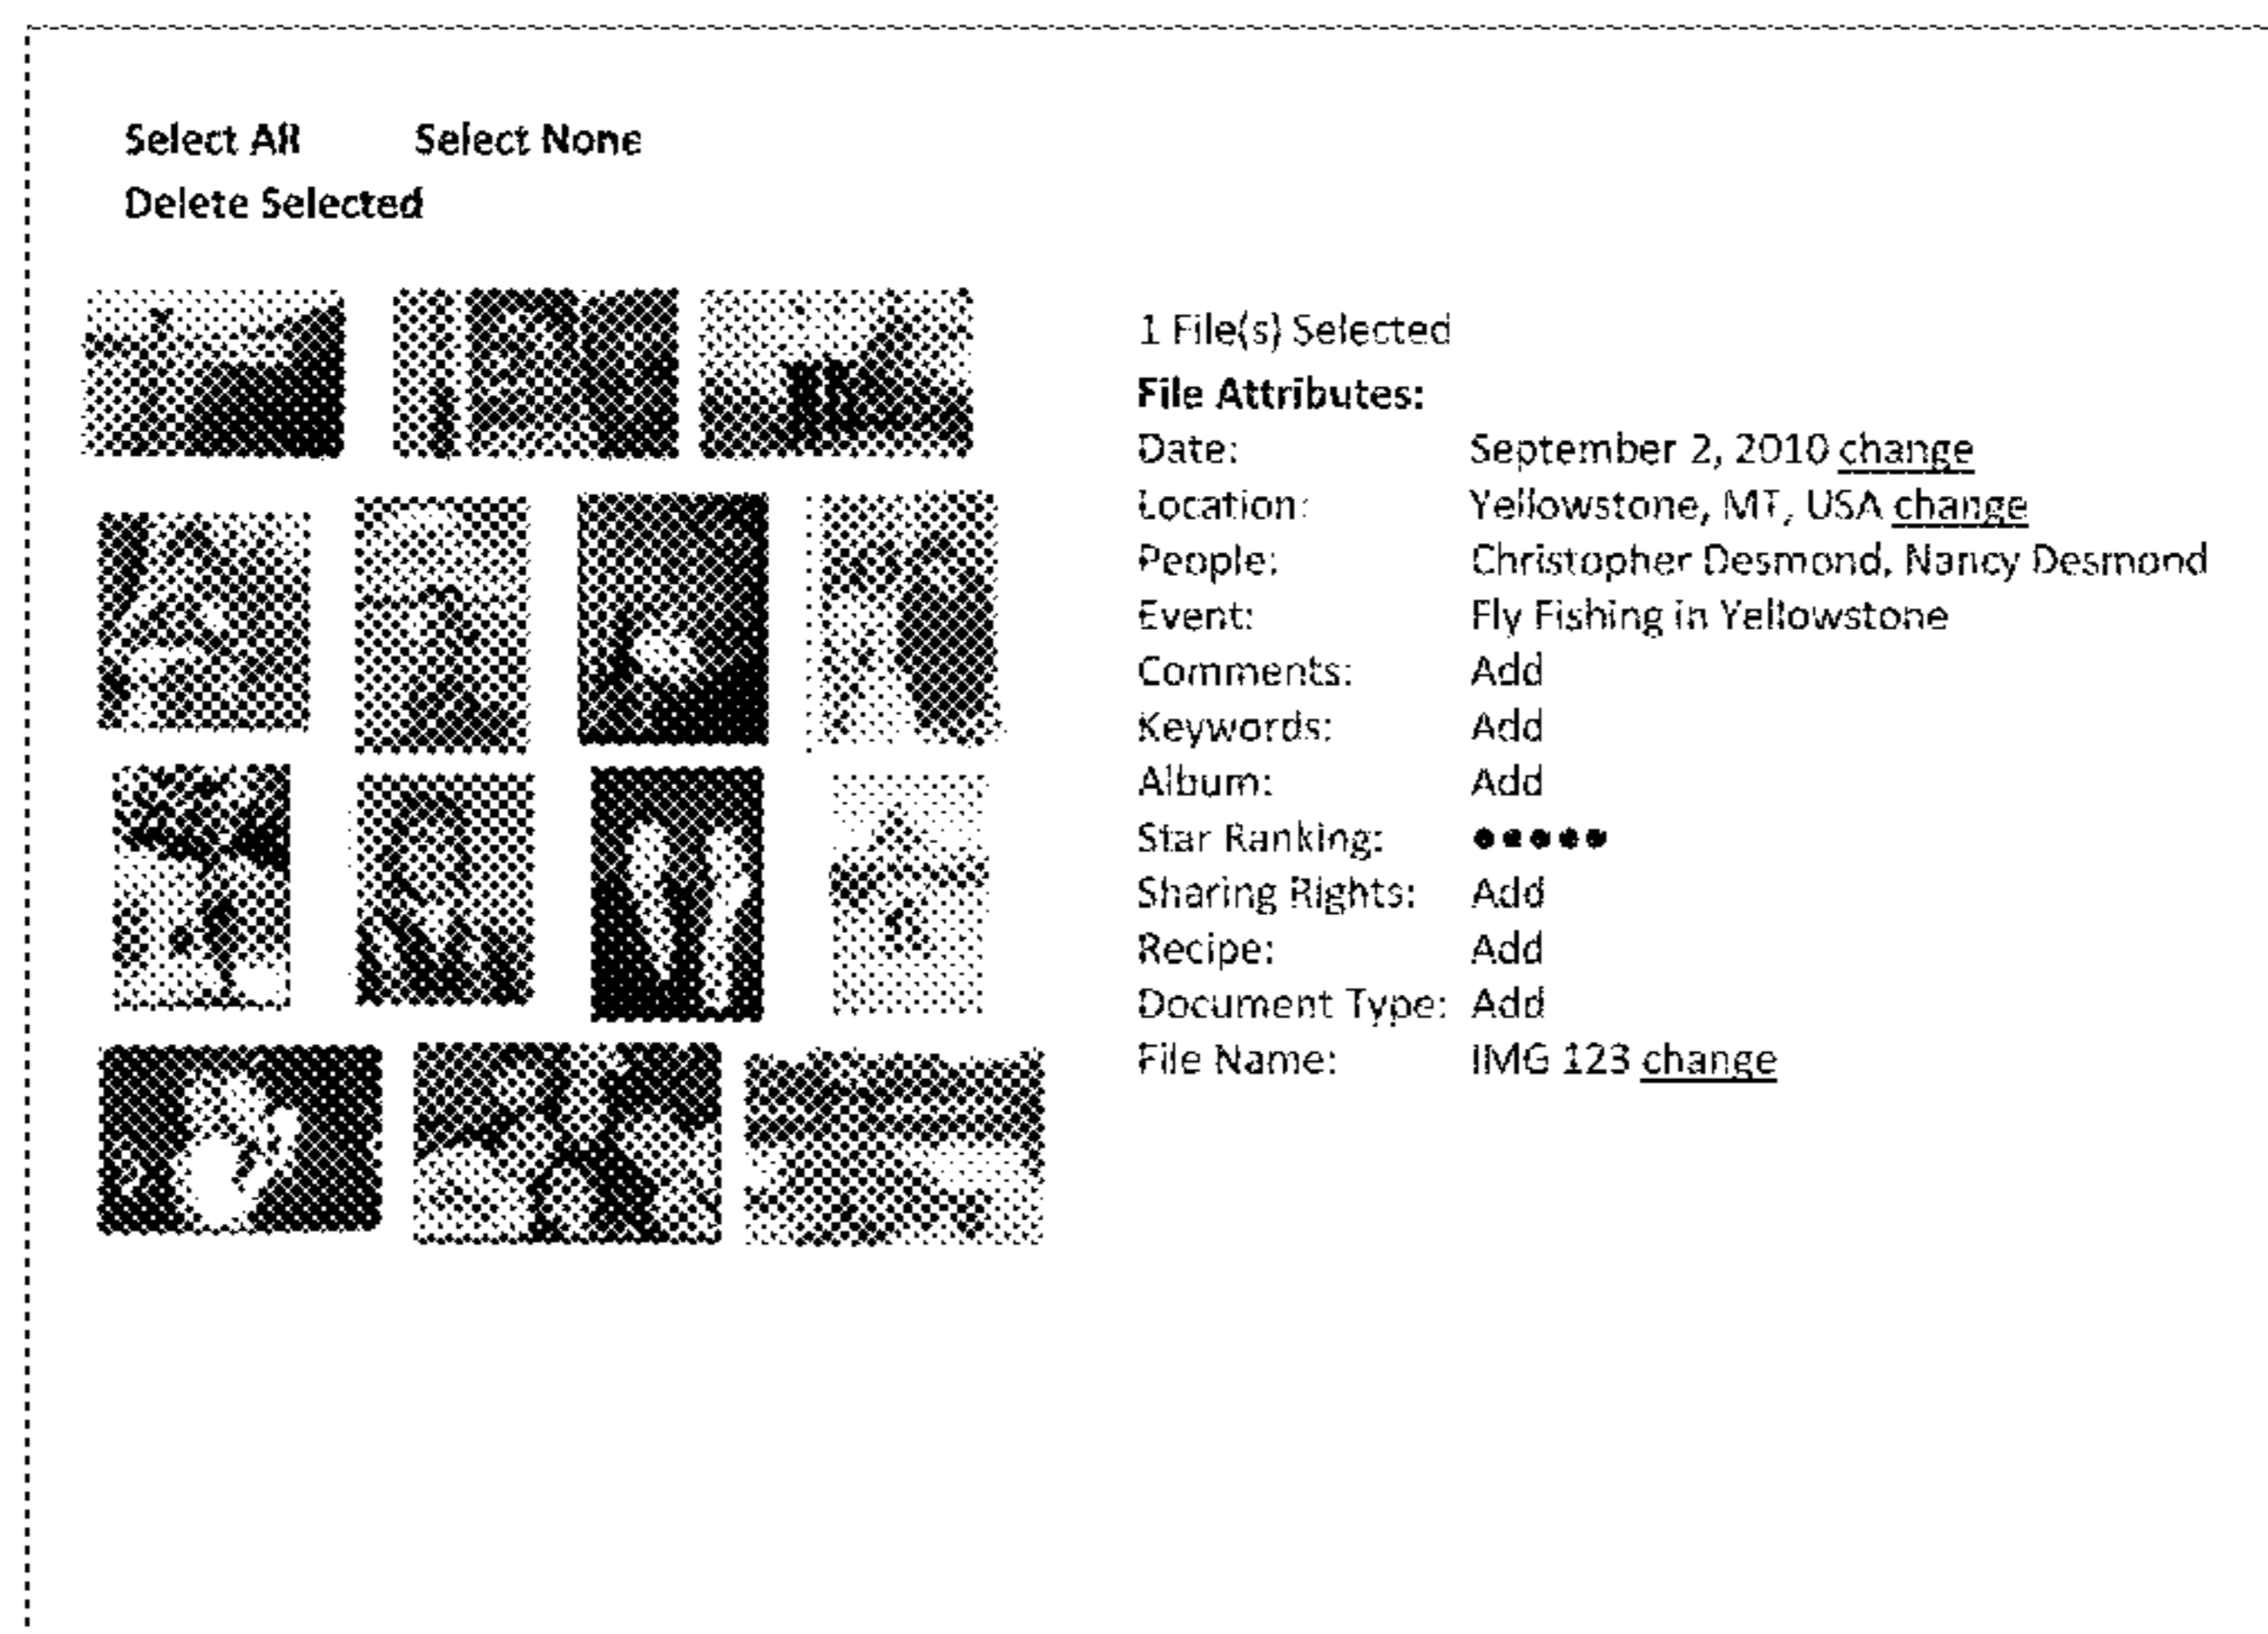 Select All Select None
Delete Selected
1 File(s) Selected
File Attributes:
Date: September 2, 2010 change
Location: Yellowstone, MT, USA change
People: Christopher Desmond, Nancy Desmond
Event: Fly Fishing in Yellowstone
Comments: Add
Keywords: Add
Album: Add
Star Ranking: ●●●●●
Sharing Rights: Add
Recipe: Add
Document Type: Add
File Name: IMG 123 change